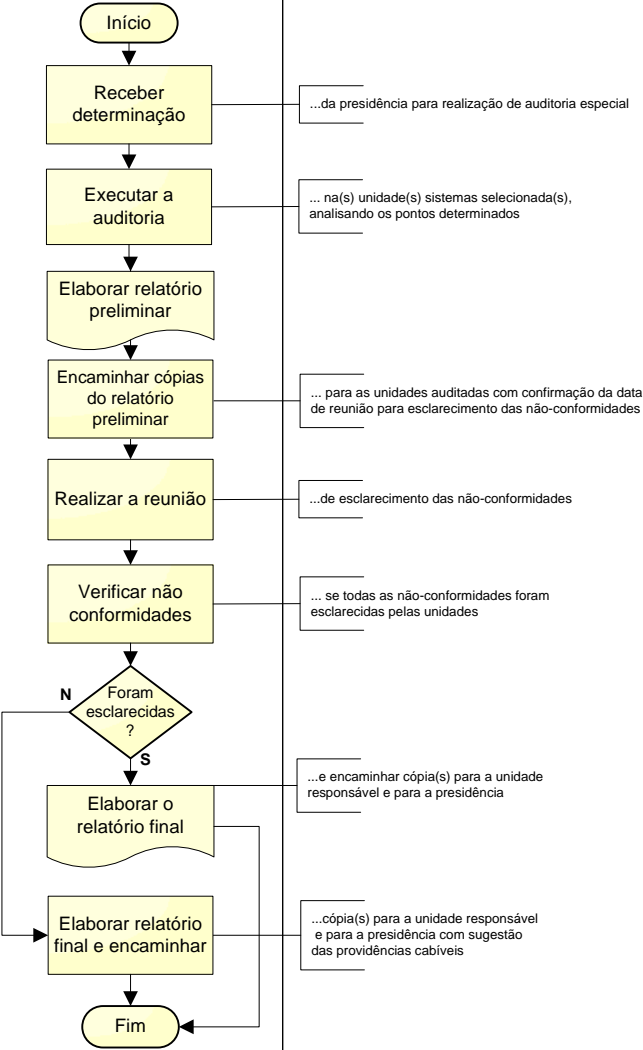 Início
Receber
determinação
...da presidência para realização de auditoria especial
Executar a
auditoria
... na(s) unidade(s) sistemas selecionada(s),
analisando os pontos determinados
Elaborar relatório
preliminar
Encaminhar cópias
do relatório
preliminar
... para as unidades auditadas com confirmação da data
de reunião para esclarecimento das não-conformidades
Realizar a reunião
...de esclarecimento das não-conformidades
Verificar não
conformidades
... se todas as não-conformidades foram
esclarecidas pelas unidades
N
Foram
esclarecidas
?
S
...e encaminhar cópia(s) para a unidade
responsável e para a presidência
Elaborar o
relatório final
Elaborar relatório
final e encaminhar
...cópia(s) para a unidade responsável
e para a presidência com sugestão
das providências cabíveis
Fim